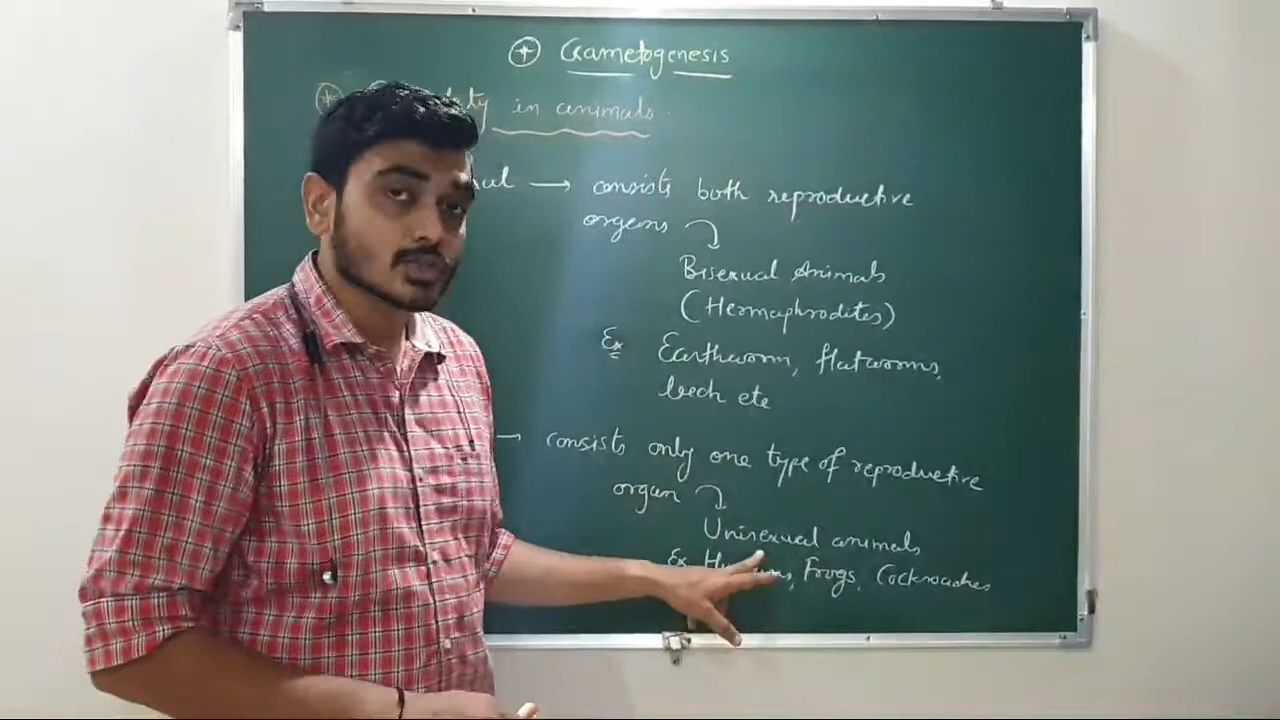 Gametogenesis
in animals.
→ consists both reproductive
organs
Bisexual Animals
(Hermaphrodites)
Ex Earthworm, flatworms,
leech etc
→ consists only one type of reproductive
organ
Unisexual animals
Ex Frogs, Cockroaches